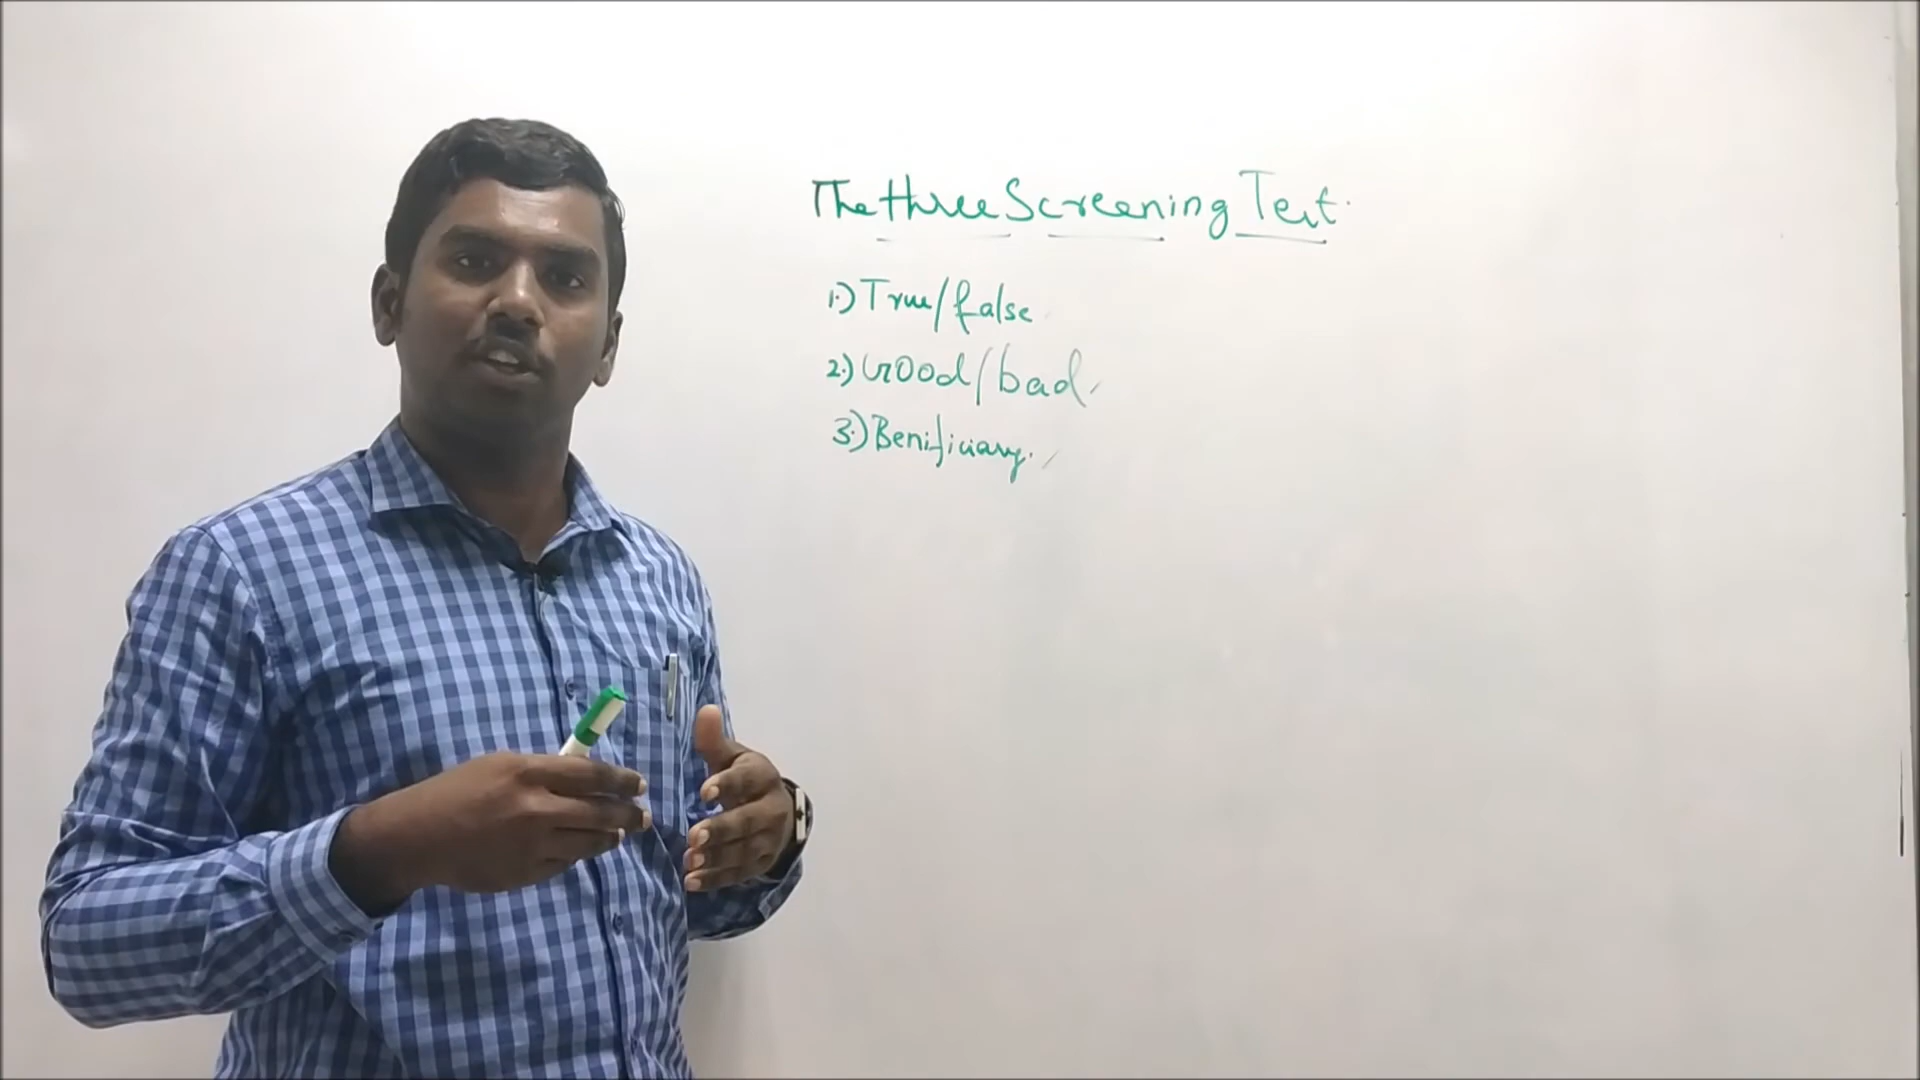 The three Screening Test.
1.) True/false
2.) Good/bad,
3.) Benificiary.